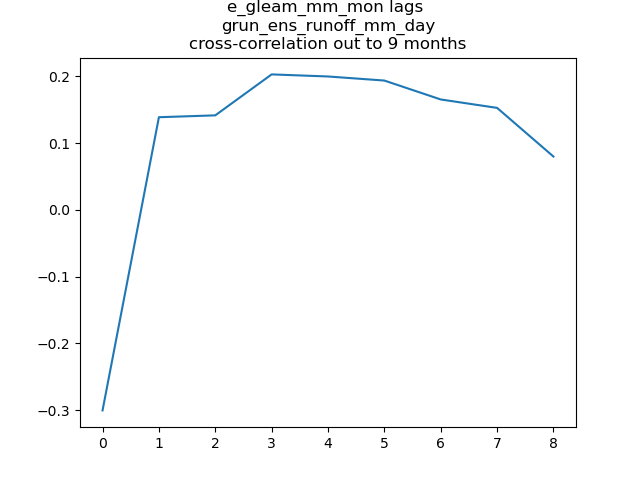 e_gleam_mm_mon lags
grun_ens_runoff_mm_day
cross-correlation out to 9 months
0.2
0.1
0.0
−0.1
−0.2
−0.3
0 1 2 3 4 5 6 7 8